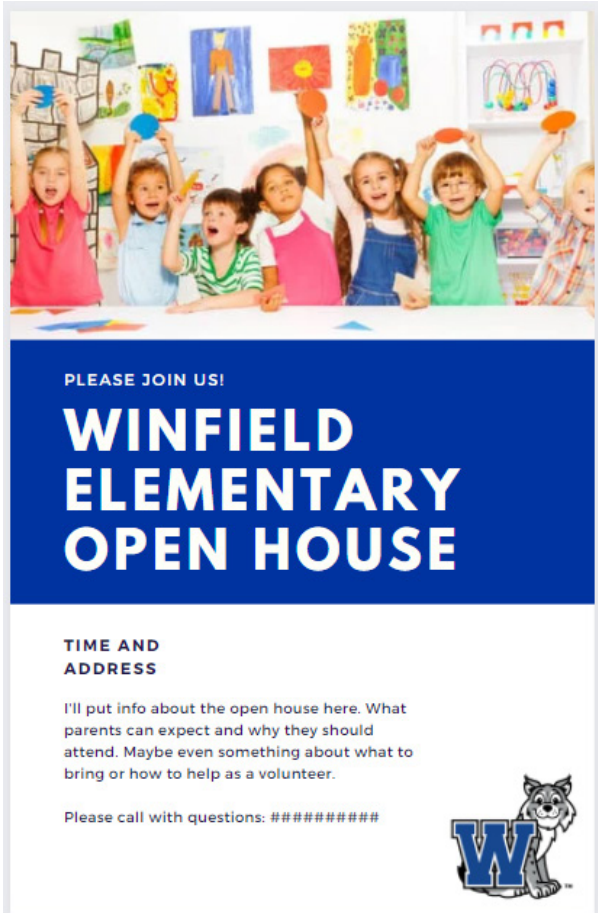 PLEASE JOIN US!
WINFIELD
ELEMENTARY
OPEN HOUSE
TIME AND
ADDRESS
I'll put info about the open house here. What
parents can expect and why they should
attend. Maybe even something about what to
bring or how to help as a volunteer.
Please call with questions: ##########
W
™